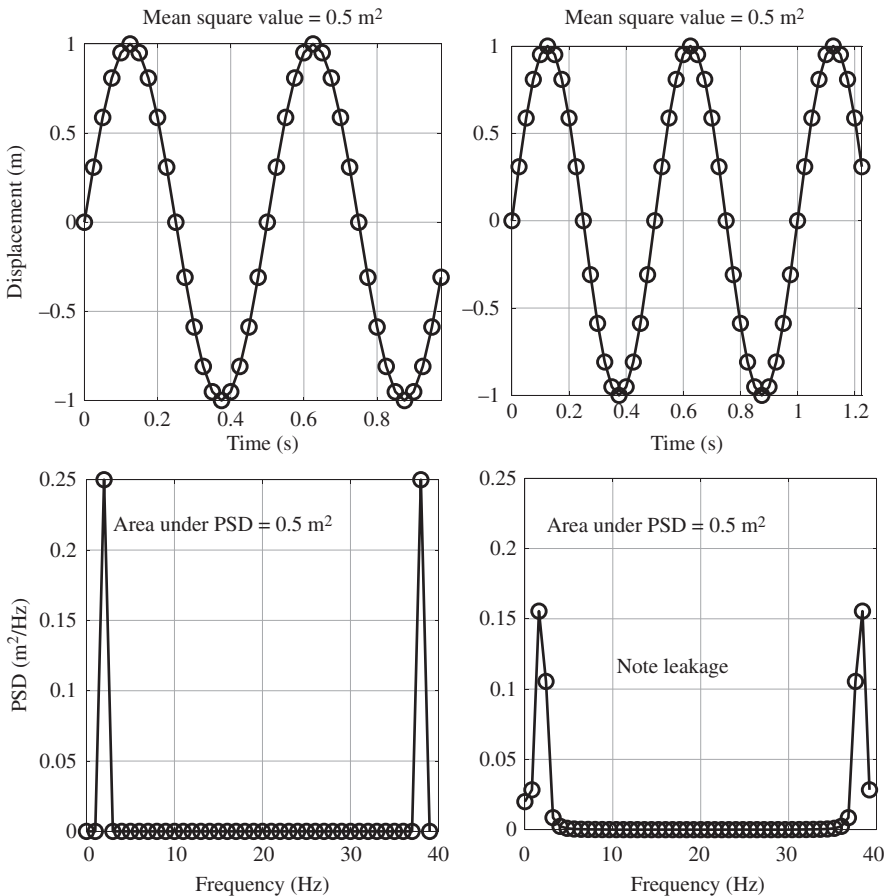 Mean square value = 0.5 m²
1
0.5
0
–0.5
–1
0 0.2 0.4 0.6 0.8
Displacement (m)
Time (s)
Mean square value = 0.5 m²
1
0.5
0
–0.5
–1
0 0.2 0.4 0.6 0.8 1 1.2
Time (s)
0.25
0.2
0.15
0.1
0.05
0
0 10 20 30 40
PSD (m²/Hz)
Area under PSD = 0.5 m²
Frequency (Hz)
0.25
0.2
0.15
0.1
0.05
0
0 10 20 30 40
Area under PSD = 0.5 m²
Note leakage
Frequency (Hz)